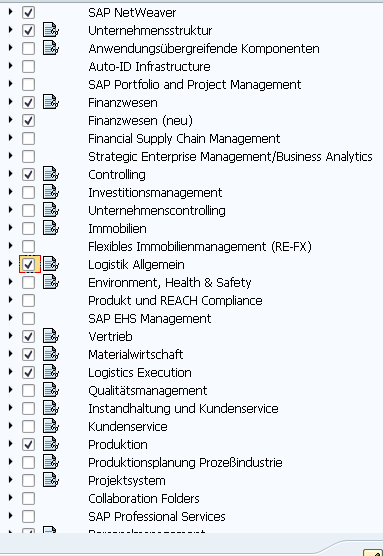 SAP NetWeaver
Unternehmensstruktur
Anwendungsübergreifende Komponenten
Auto-ID Infrastructure
SAP Portfolio and Project Management
Finanzwesen
Finanzwesen (neu)
Financial Supply Chain Management
Strategic Enterprise Management/Business Analytics
Controlling
Investitionsmanagement
Unternehmenscontrolling
Immobilien
Flexibles Immobilienmanagement (RE-FX)
Logistik Allgemein
Environment, Health & Safety
Produkt und REACH Compliance
SAP EHS Management
Vertrieb
Materialwirtschaft
Logistics Execution
Qualitätsmanagement
Instandhaltung und Kundenservice
Kundenservice
Produktion
Produktionsplanung Prozeßindustrie
Projektsystem
Collaboration Folders
SAP Professional Services
Personalmanagement